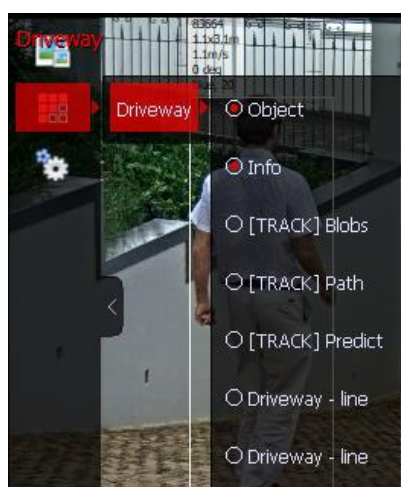 Driveway
83664
1.1x3.1m
1.1m/s
0 deg
Driveway
Object
Info
[TRACK] Blobs
[TRACK] Path
[TRACK] Predict
Driveway - line
Driveway - line